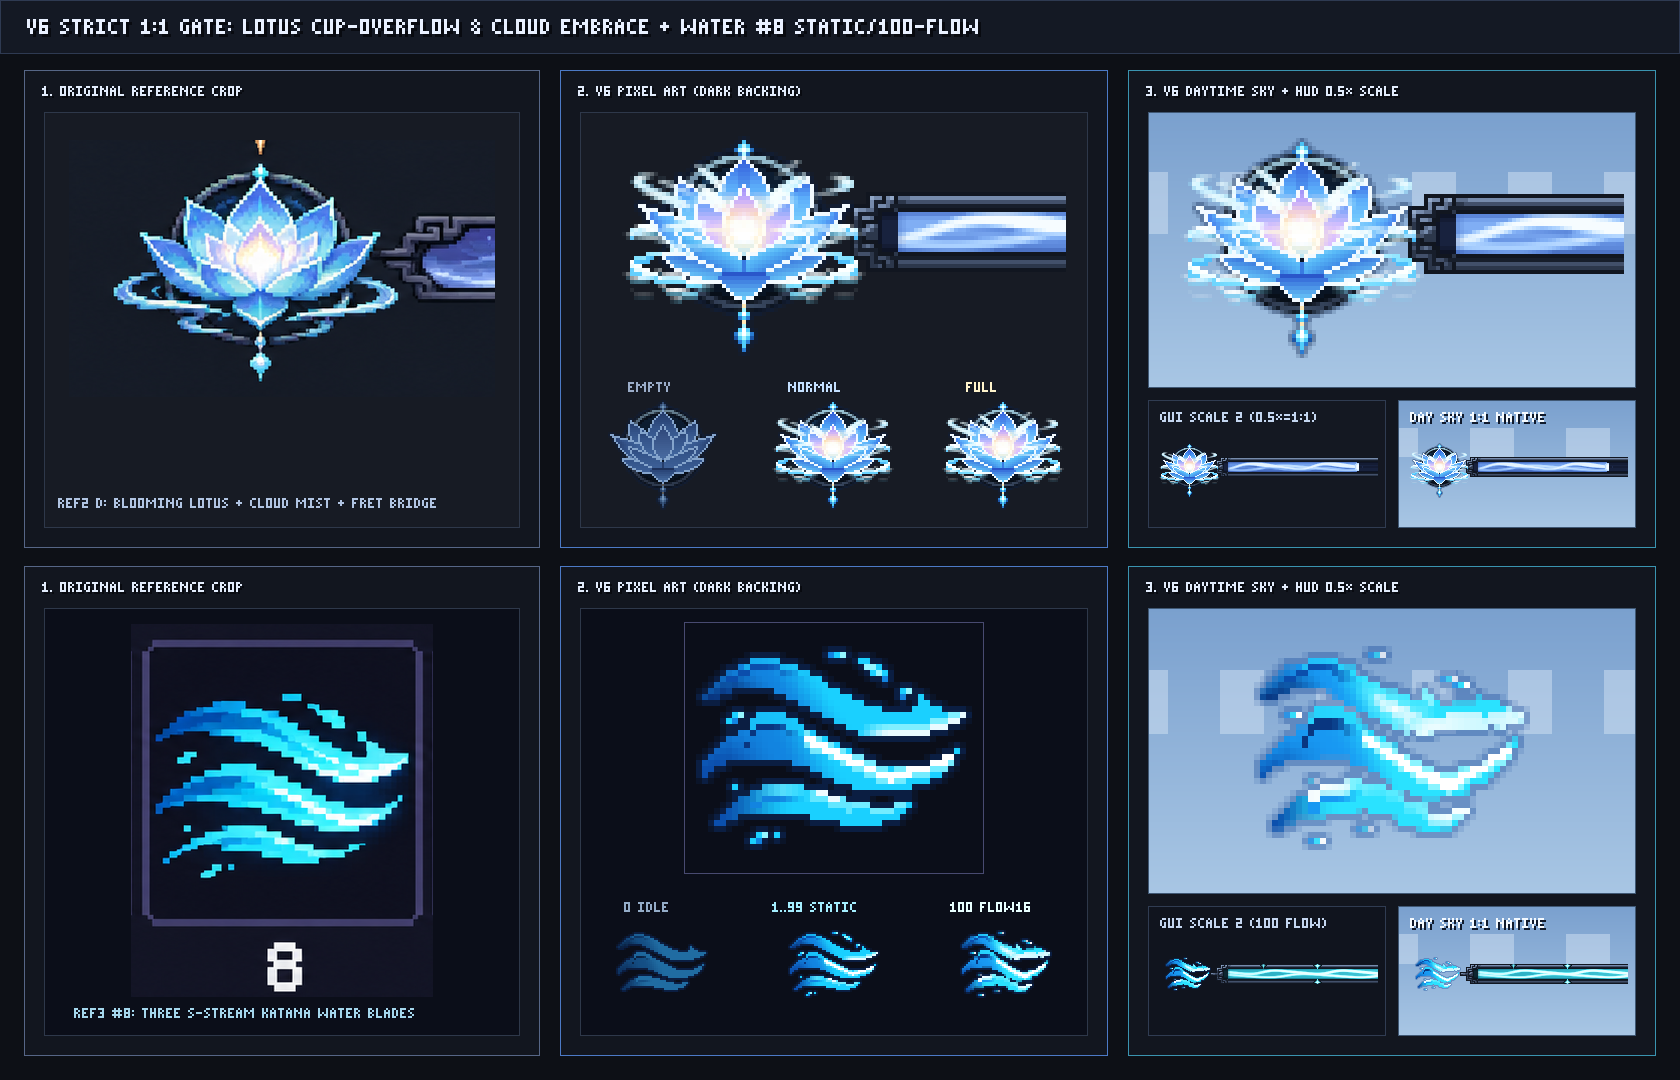 V6 STRICT 1:1 GATE: LOTUS CUP-OVERFLOW & CLOUD EMBRACE + WATER #8 STATIC/100-FLOW
1. ORIGINAL REFERENCE CROP
REF2 D: BLOOMING LOTUS + CLOUD MIST + FRET BRIDGE
2. V6 PIXEL ART (DARK BACKING)
EMPTY
NORMAL
FULL
3. V6 DAYTIME SKY + HUD 0.5× SCALE
GUI SCALE 2 (0.5×=1:1)
DAY SKY 1:1 NATIVE
1. ORIGINAL REFERENCE CROP
8
REF3 #8: THREE S-STREAM KATANA WATER BLADES
2. V6 PIXEL ART (DARK BACKING)
0 IDLE
1..99 STATIC
100 FLOW16
3. V6 DAYTIME SKY + HUD 0.5× SCALE
GUI SCALE 2 (100 FLOW)
DAY SKY 1:1 NATIVE